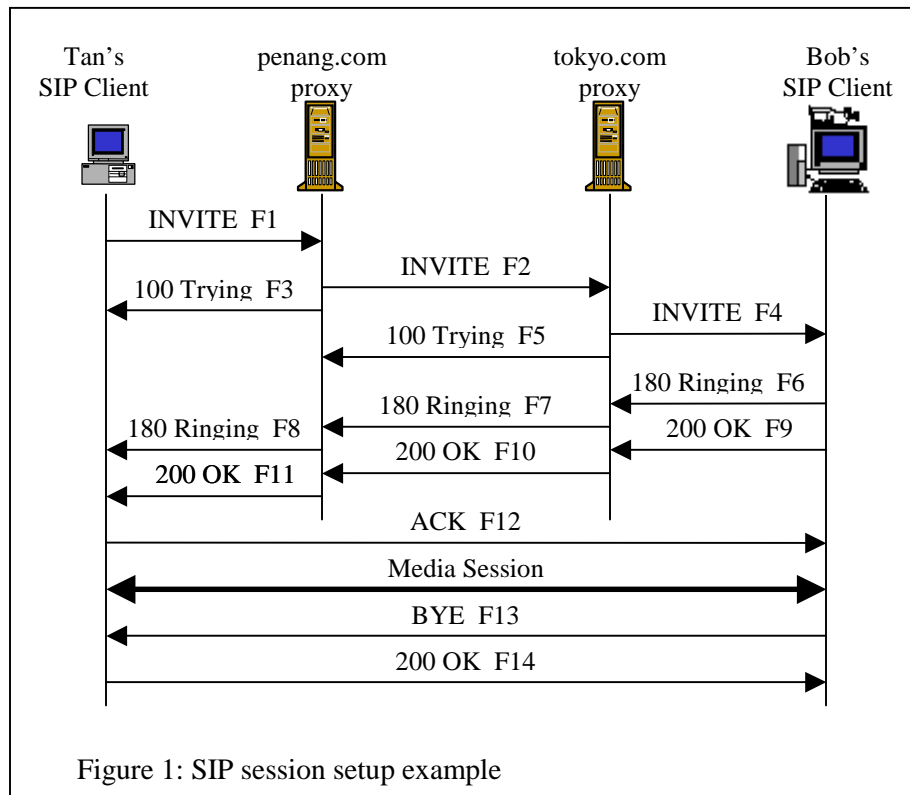 Tan's
SIP Client
penang.com
proxy
tokyo.com
proxy
Bob's
SIP Client
INVITE F1
INVITE F2
100 Trying F3
INVITE F4
100 Trying F5
180 Ringing F6
180 Ringing F7
180 Ringing F8
200 OK F9
200 OK F10
200 OK F11
ACK F12
Media Session
BYE F13
200 OK F14
Figure 1: SIP session setup example